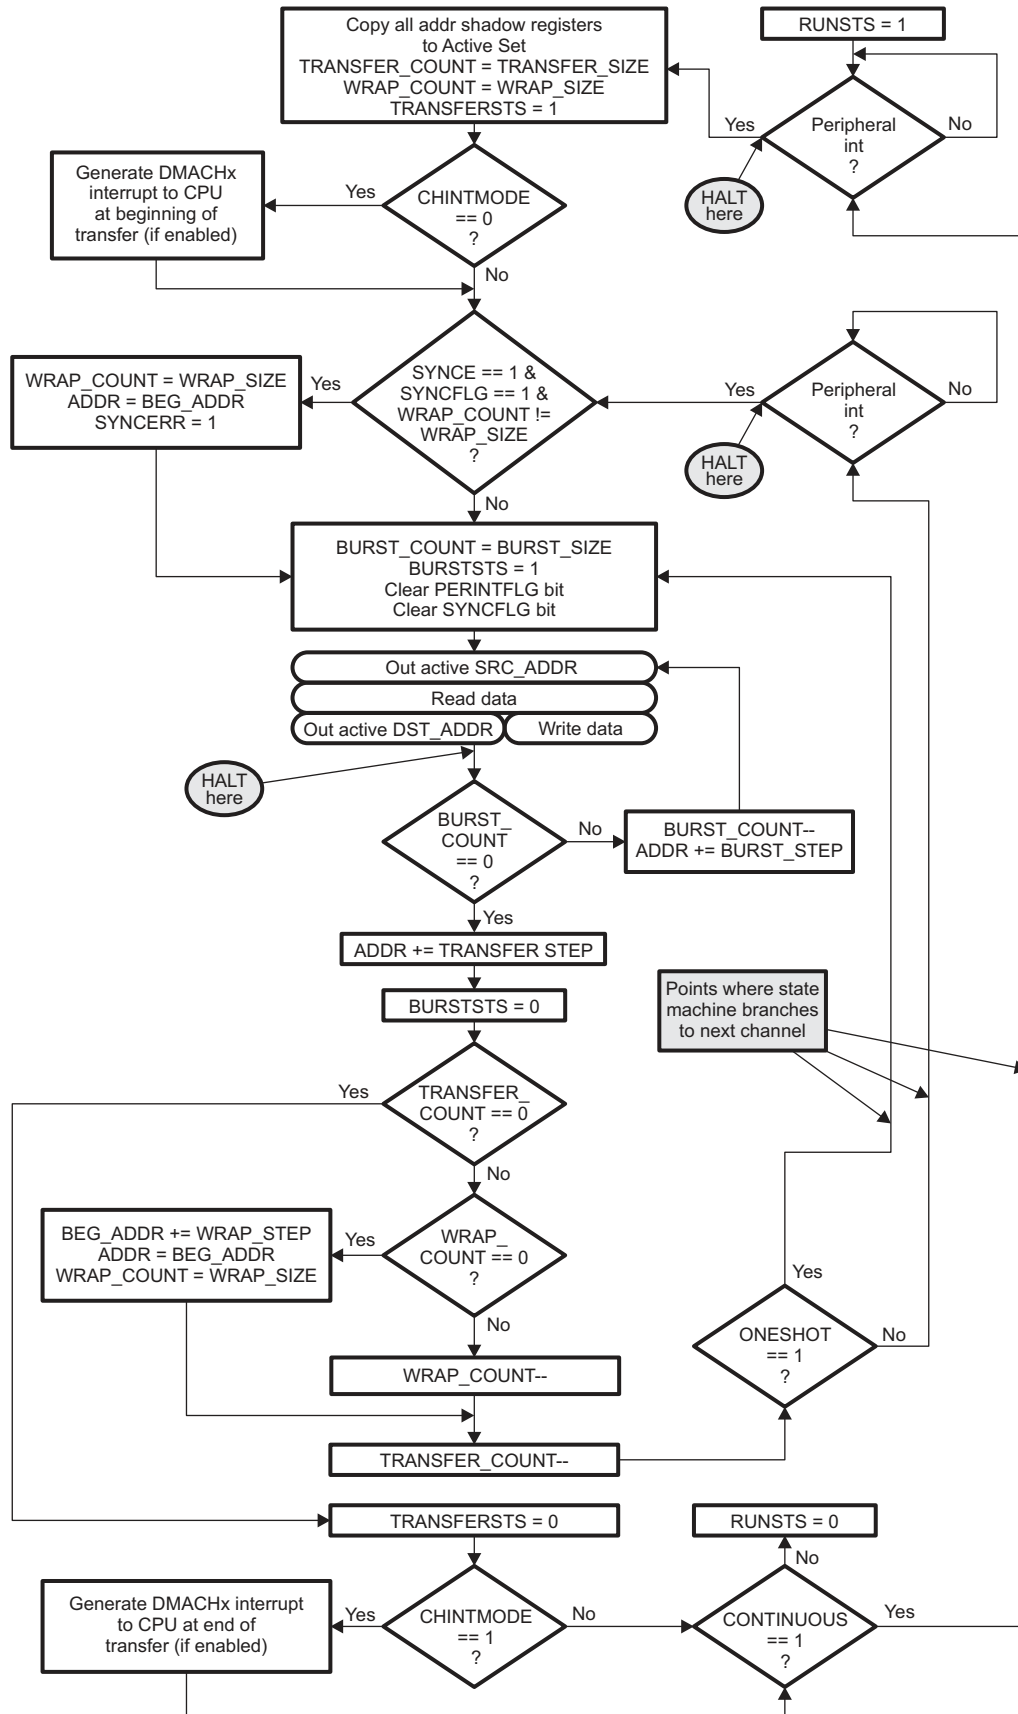 Copy all addr shadow registers
to Active Set
TRANSFER_COUNT = TRANSFER_SIZE
WRAP_COUNT = WRAP_SIZE
TRANSFERSTS = 1
RUNSTS = 1
Peripheral
int
?
Yes
No
HALT
here
Generate DMACHx
interrupt to CPU
at beginning of
transfer (if enabled)
Yes
CHINTMODE
== 0
?
No
WRAP_COUNT = WRAP_SIZE
ADDR = BEG_ADDR
SYNCERR = 1
Yes
SYNCE == 1 &
SYNCFLG == 1 &
WRAP_COUNT !=
WRAP_SIZE
?
No
Yes
Peripheral
int
?
No
HALT
here
BURST_COUNT = BURST_SIZE
BURSTSTS = 1
Clear PERINTFLG bit
Clear SYNCFLG bit
Out active SRC_ADDR
Read data
Out active DST_ADDR
Write data
HALT
here
BURST_
COUNT
== 0
?
No
BURST_COUNT--
ADDR += BURST_STEP
Yes
ADDR += TRANSFER STEP
BURSTSTS = 0
Points where state
machine branches
to next channel
Yes
TRANSFER_
COUNT == 0
?
No
BEG_ADDR += WRAP_STEP
ADDR = BEG_ADDR
WRAP_COUNT = WRAP_SIZE
Yes
WRAP_
COUNT == 0
?
No
Yes
ONESHOT
== 1
?
No
WRAP_COUNT--
TRANSFER_COUNT--
TRANSFERSTS = 0
RUNSTS = 0
No
Generate DMACHx interrupt
to CPU at end of
transfer (if enabled)
Yes
CHINTMODE
== 1
?
No
CONTINUOUS
== 1
?
Yes